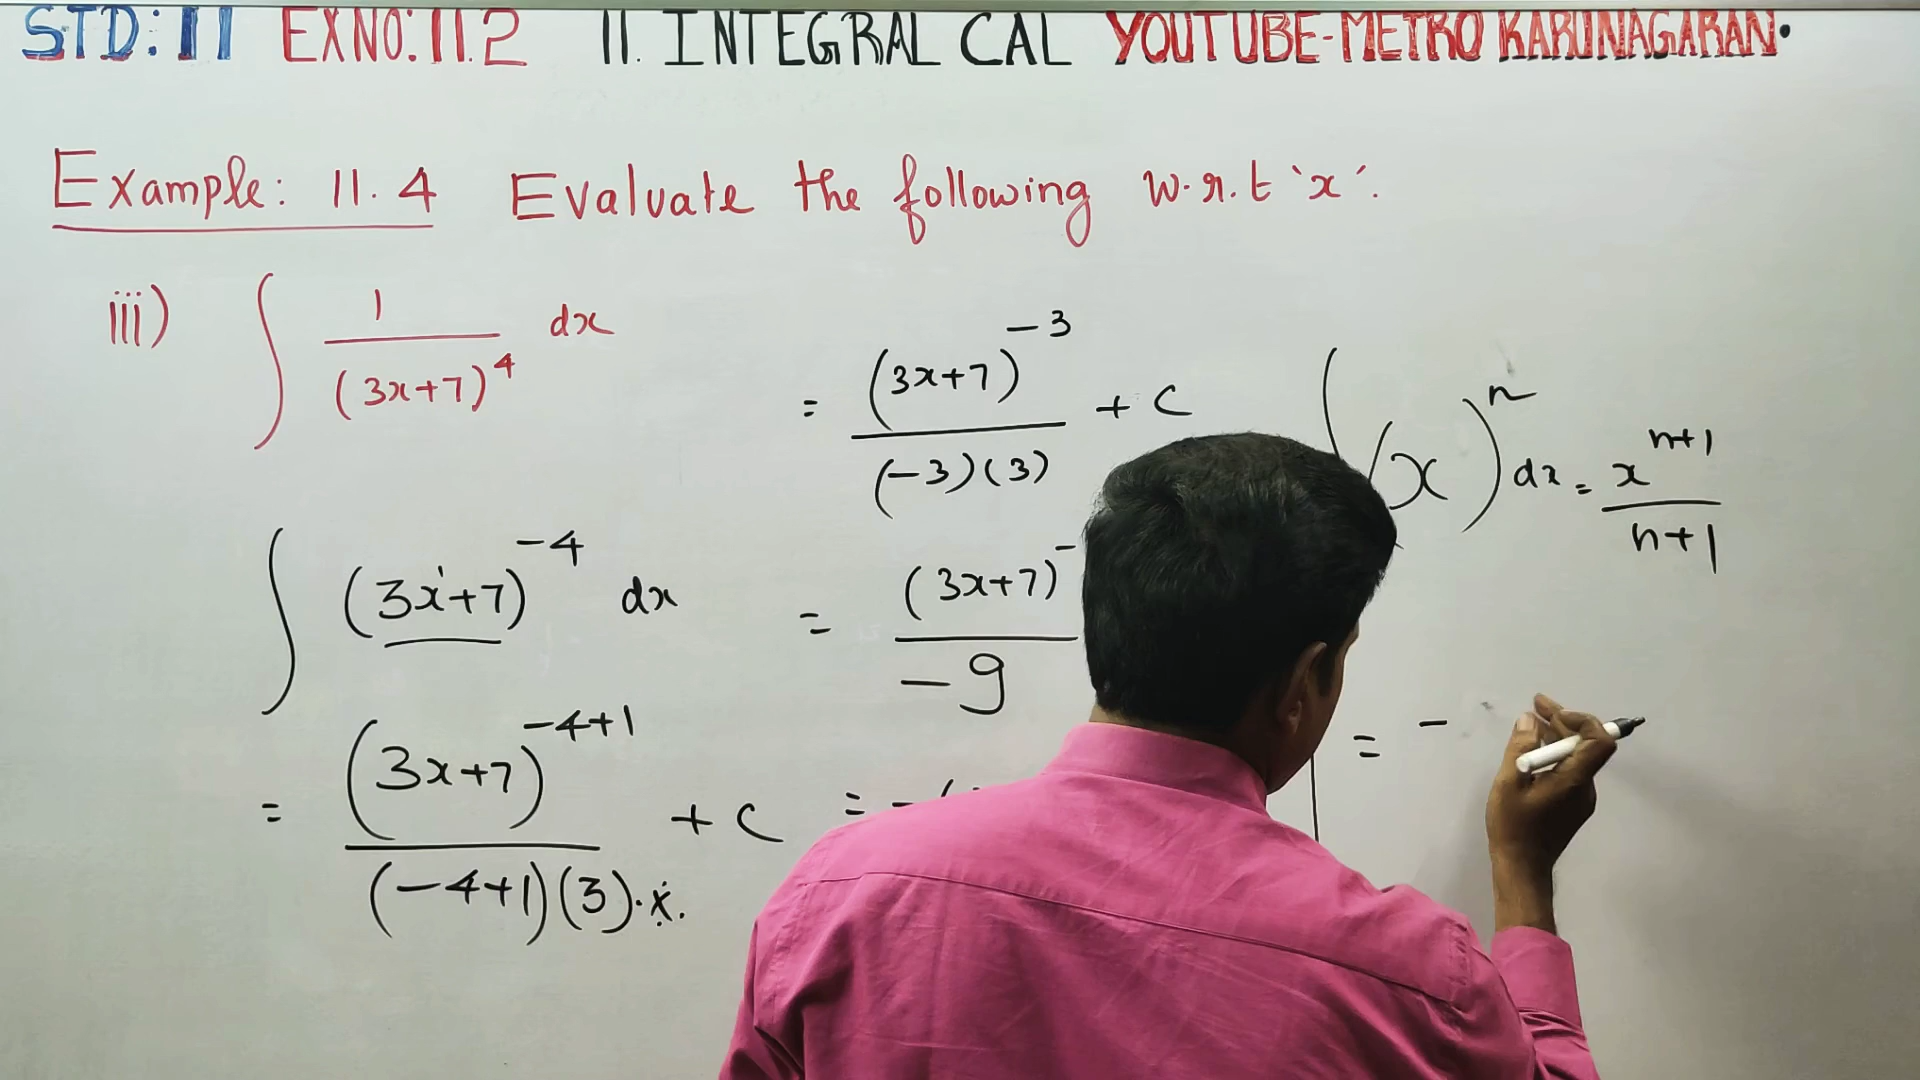 STD: 11 EXNO: 11.2 11. INTEGRAL CAL YOUTUBE-METRO KARUNAGARAN.
Example: 11.4 Evaluate the following w.r.t 'x'.
iii) ∫ 1/(3x+7)^4 dx
∫ (3x+7)^-4 dx
= (3x+7)^-4+1 / (-4+1)(3).x. + c
= (3x+7)^-3 / (-3)(3) + c
= (3x+7)^- / -9
= -(
∫(x)^n dx = x^n+1 / n+1
= -